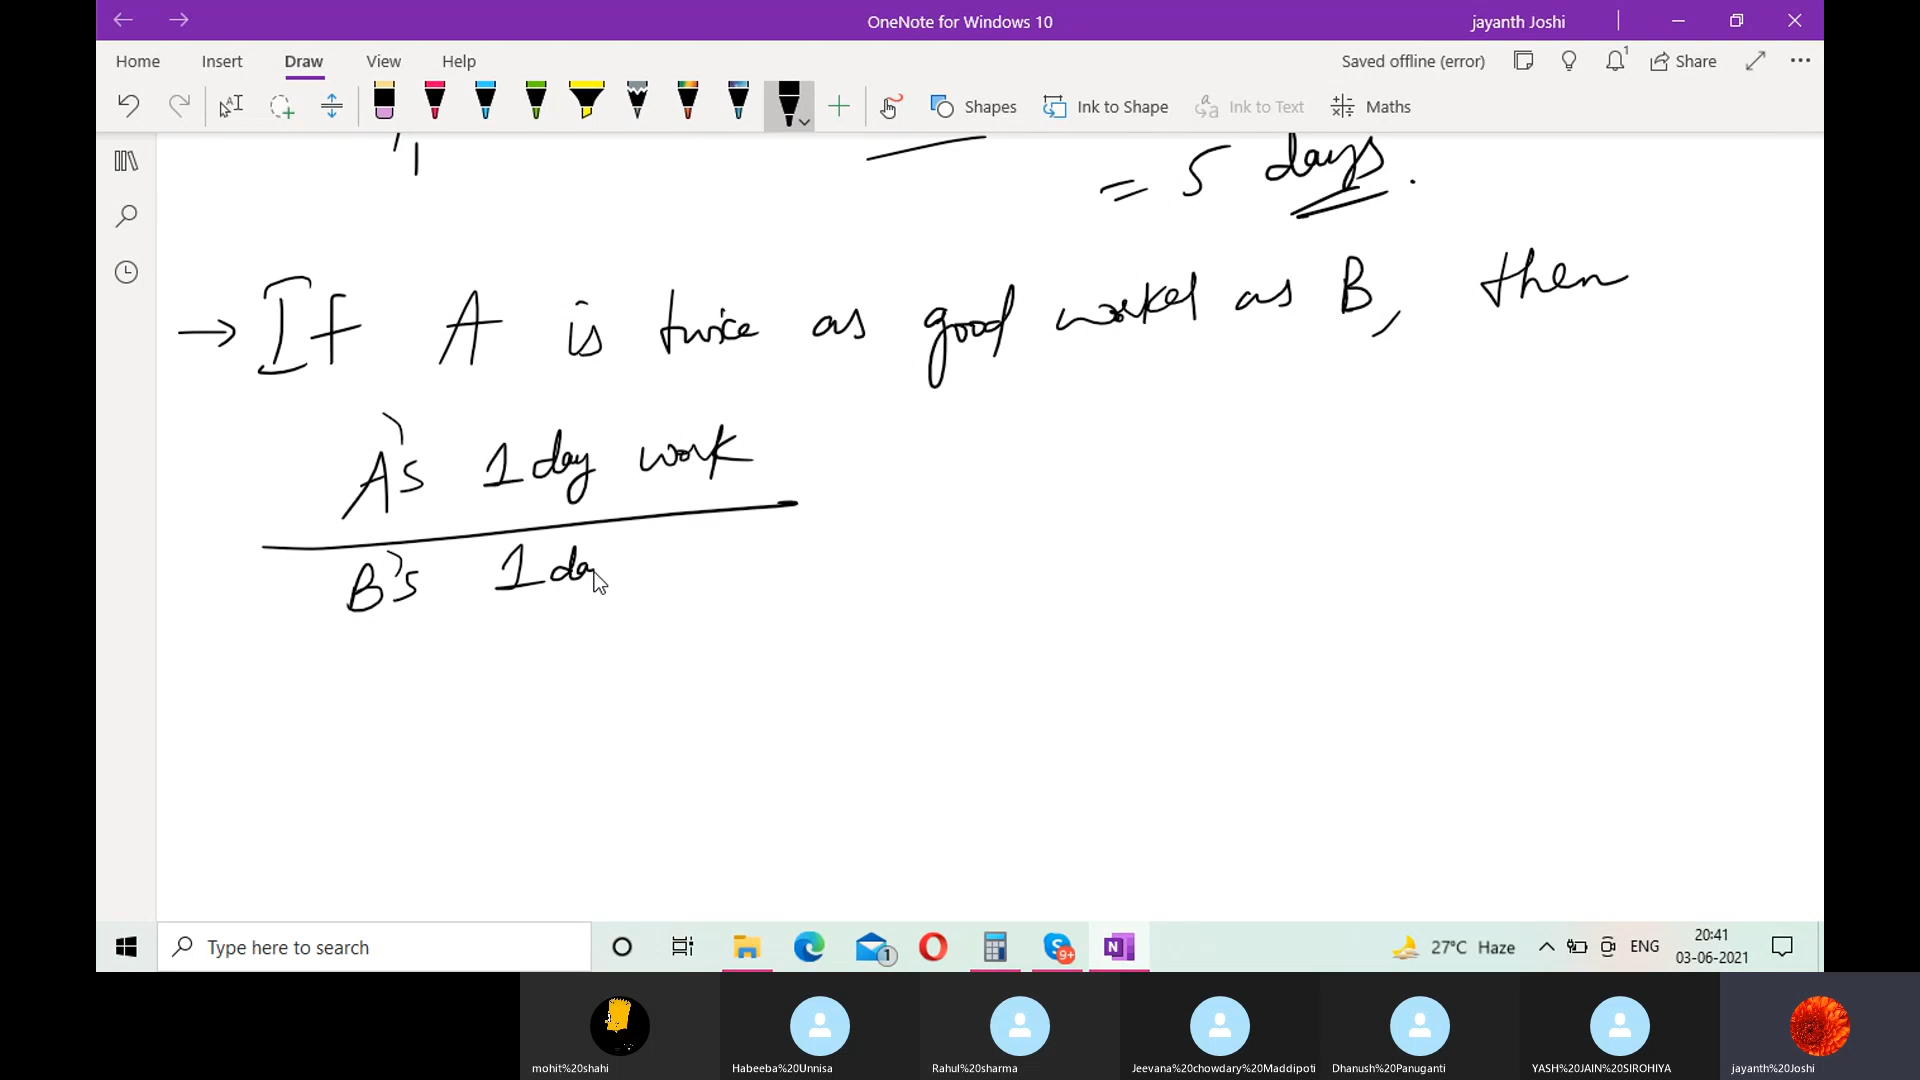 OneNote for Windows 10
jayanth Joshi
Home Insert Draw View Help
Saved offline (error) 1 Share
Shapes Ink to Shape Ink to Text Maths
= 5 days.
→ If A is twice as good worker as B, then
A's 1 day work
B's 1 da
Type here to search
1
9+
27°C Haze
ENG
20:41
03-06-2021
mohit%20shahi
Habeeba%20Unnisa
Rahul%20sharma
Jeevana%20chowdary%20Maddipoti
Dhanush%20Panuganti
YASH%20JAIN%20SIROHIYA
jayanth%20Joshi